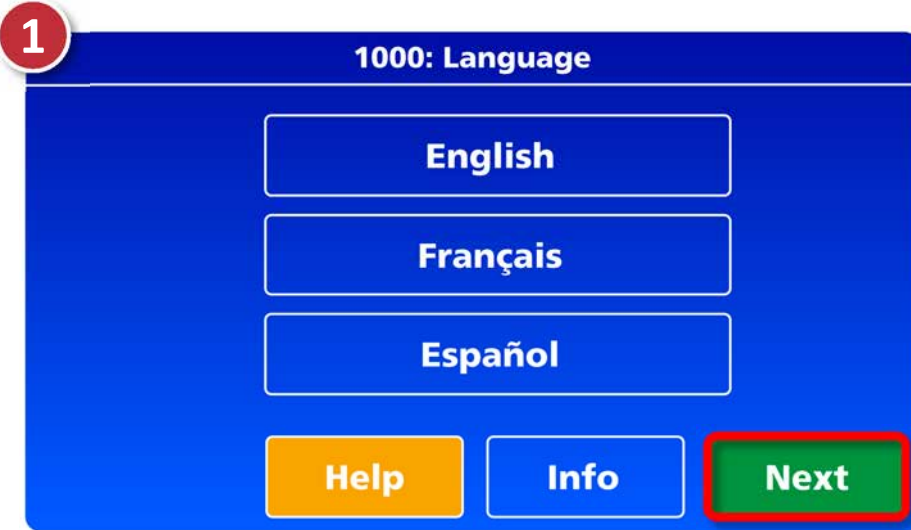 1
1000: Language
English
Français
Español
Help Info Next